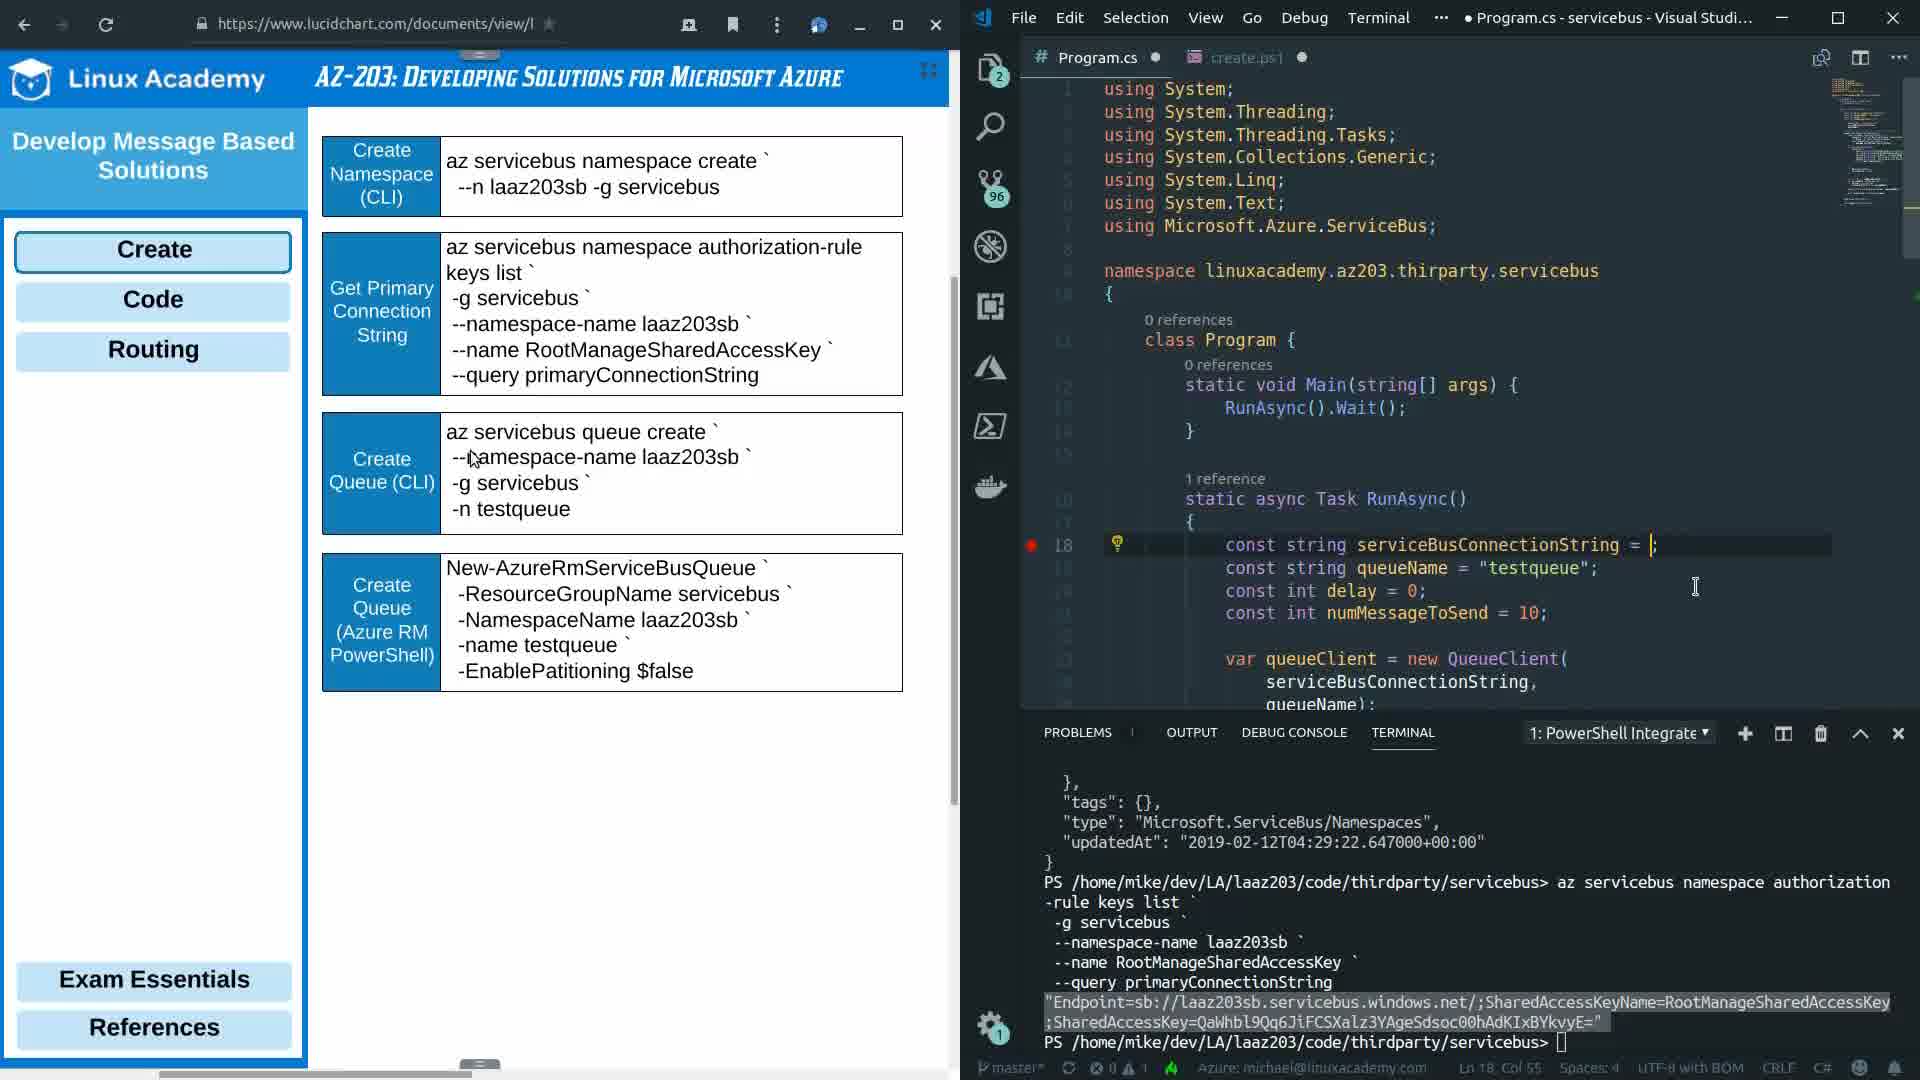 https://www.lucidchart.com/documents/view/l
Linux Academy
AZ-203: Developing Solutions for Microsoft Azure
Develop Message Based
Solutions
Create
Code
Routing
Exam Essentials
References
Create
Namespace
(CLI)
az servicebus namespace create `
--n laaz203sb -g servicebus
Get Primary
Connection
String
az servicebus namespace authorization-rule
keys list `
-g servicebus `
--namespace-name laaz203sb `
--name RootManageSharedAccessKey `
--query primaryConnectionString
Create
Queue (CLI)
az servicebus queue create `
--namespace-name laaz203sb `
-g servicebus `
-n testqueue
Create
Queue
(Azure RM
PowerShell)
New-AzureRmServiceBusQueue `
-ResourceGroupName servicebus `
-NamespaceName laaz203sb `
-name testqueue `
-EnablePatitioning $false
File Edit Selection View Go Debug Terminal ··· ● Program.cs - servicebus - Visual Studi...
# Program.cs ● create.ps1 ●
2
96
1
using System;
using System.Threading;
using System.Threading.Tasks;
using System.Collections.Generic;
using System.Linq;
using System.Text;
using Microsoft.Azure.ServiceBus;
namespace linuxacademy.az203.thirparty.servicebus
{
0 references
class Program {
0 references
static void Main(string[] args) {
RunAsync().Wait();
}
1 reference
static async Task RunAsync()
{
18 const string serviceBusConnectionString = ;
const string queueName = "testqueue";
const int delay = 0;
const int numMessageToSend = 10;
var queueClient = new QueueClient(
serviceBusConnectionString,
queueName);
PROBLEMS OUTPUT DEBUG CONSOLE TERMINAL 1: PowerShell Integrate
},
"tags": {},
"type": "Microsoft.ServiceBus/Namespaces",
"updatedAt": "2019-02-12T04:29:22.647000+00:00"
}
PS /home/mike/dev/LA/laaz203/code/thirdparty/servicebus> az servicebus namespace authorization
-rule keys list `
-g servicebus `
--namespace-name laaz203sb `
--name RootManageSharedAccessKey `
--query primaryConnectionString
"Endpoint=sb://laaz203sb.servicebus.windows.net/;SharedAccessKeyName=RootManageSharedAccessKey
;SharedAccessKey=QaWhbl9Qq6JiFCSXalz3YAgeSdsoc00hAdKIxBYkvyE="
PS /home/mike/dev/LA/laaz203/code/thirdparty/servicebus>
master* 0 1 Azure: michael@linuxacademy.com Ln 18, Col 55 Spaces: 4 UTF-8 with BOM CRLF C#